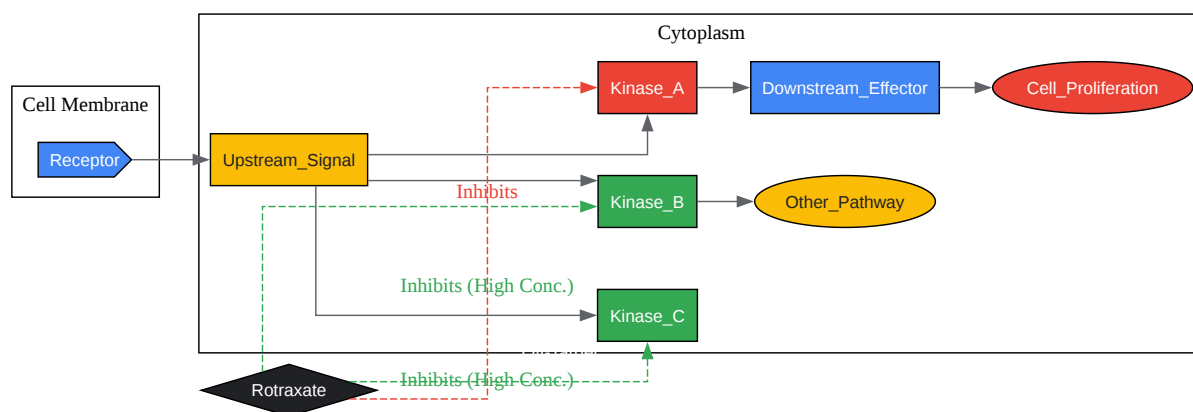 Cytoplasm
Cell Membrane
Kinase_A
Downstream_Effector
Cell_Proliferation
Receptor
Upstream_Signal
Inhibits
Kinase_B
Other_Pathway
Inhibits (High Conc.)
Kinase_C
Inhibits (High Conc.)
Rotraxate